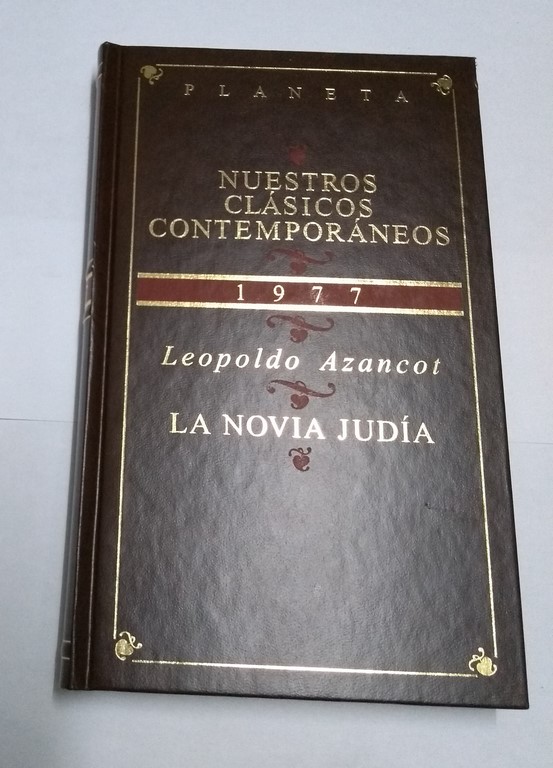 PLANETA
NUESTROS
CLÁSICOS
CONTEMPORÁNEOS
1977
Leopoldo Azancot
LA NOVIA JUDÍA